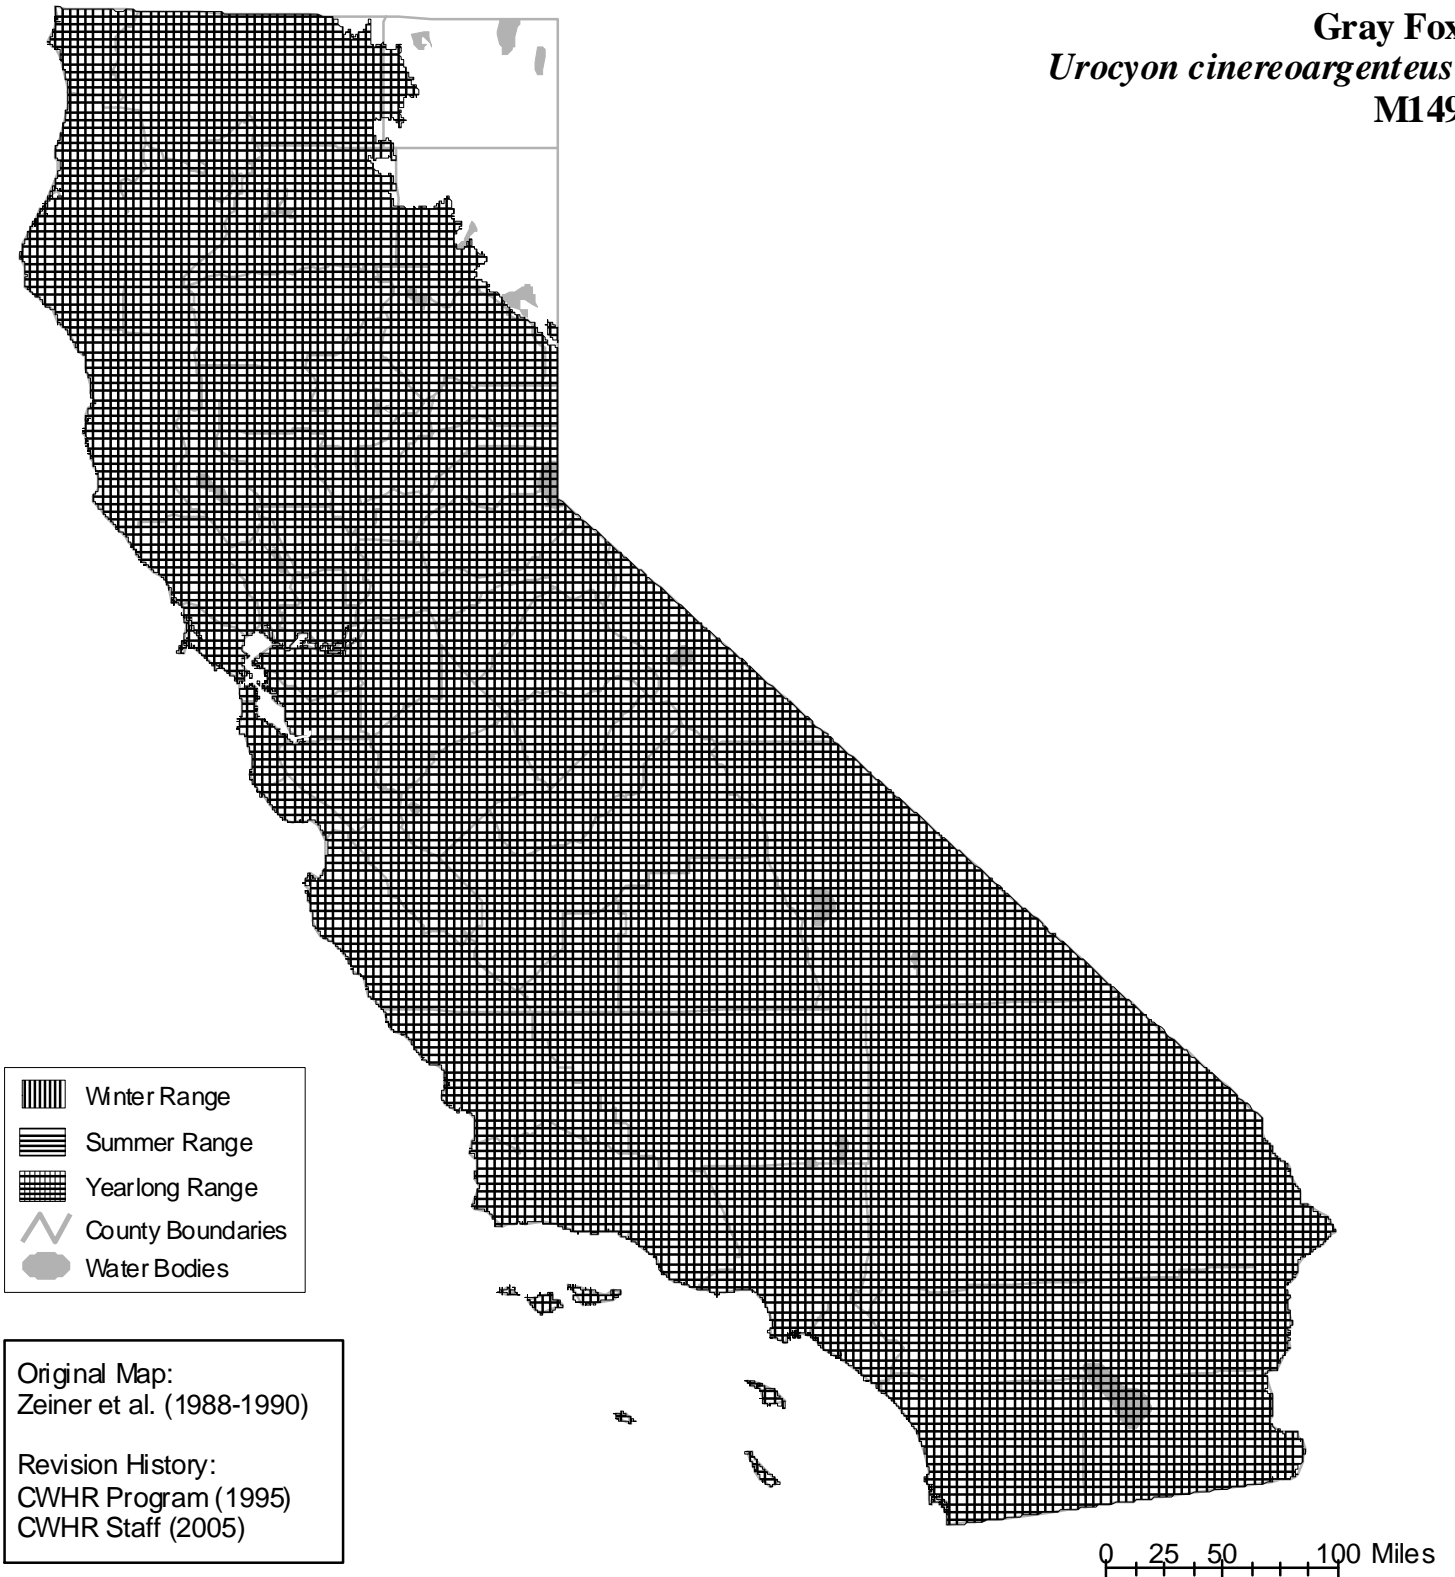 Gray Fox
Urocyon cinereoargenteus
M149
Winter Range
Summer Range
Yearlong Range
County Boundaries
Water Bodies
Original Map:
Zeiner et al. (1988-1990)
Revision History:
CWHR Program (1995)
CWHR Staff (2005)
0 25 50 100 Miles